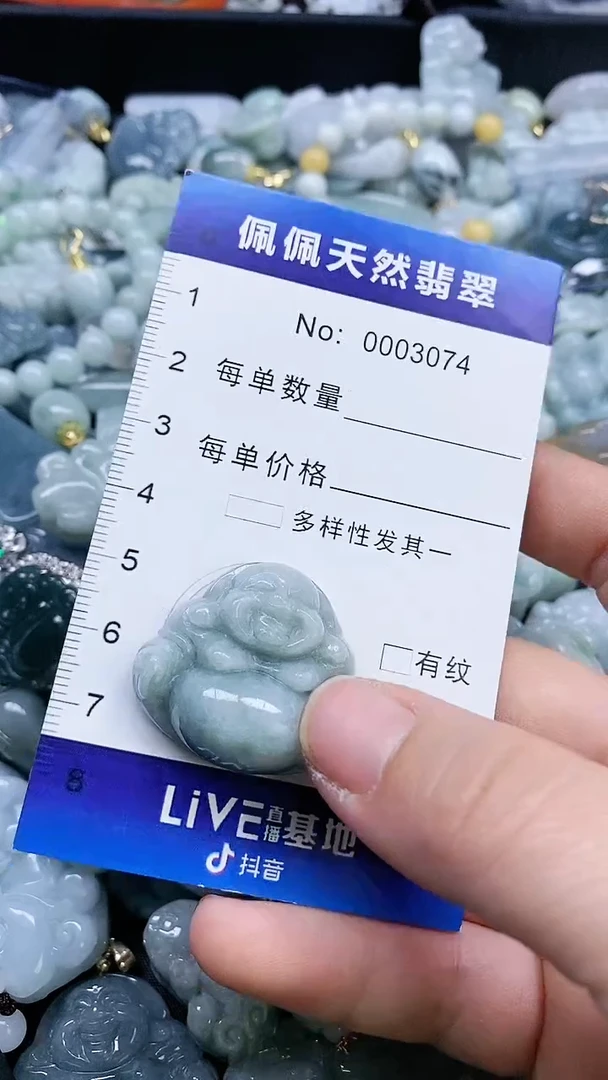 佩佩天然翡翠
No: 0003074
每单数量
每单价格
多样性发其一
有纹
1
2
3
4
5
6
7
8
LiVE直播基地
抖音